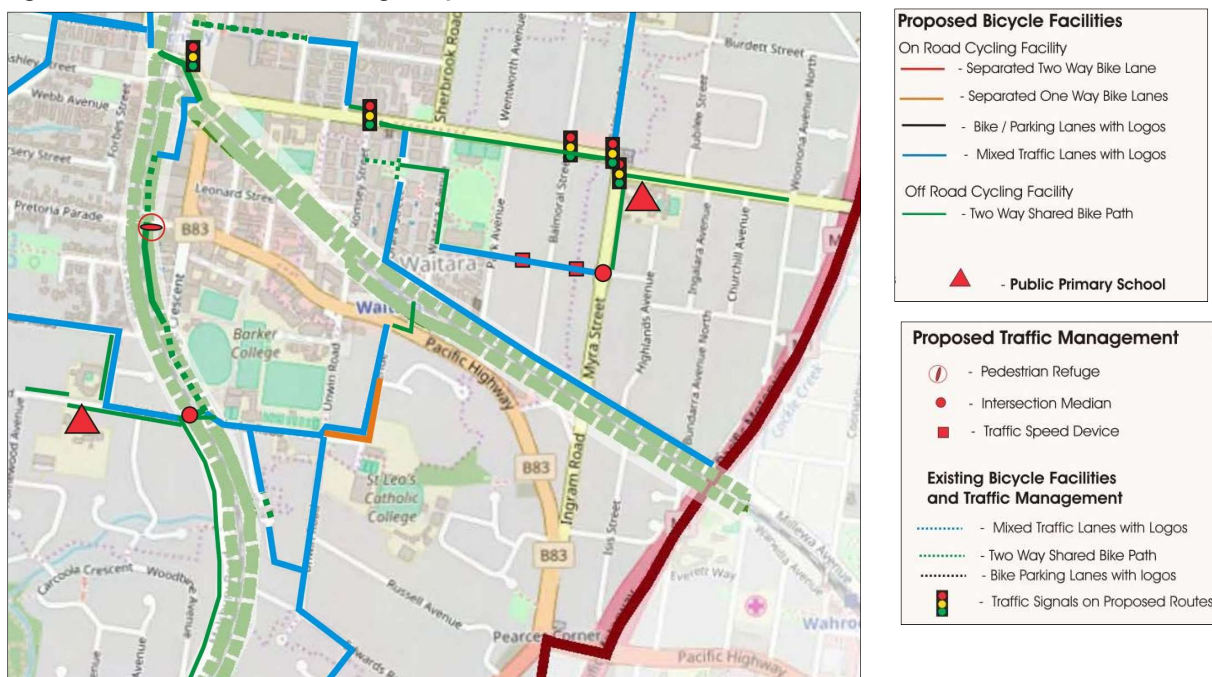 Burdett Street
Ashley Street
Webb Avenue
Forbes Street
Sherbrook Road
Wentworth Avenue
Jubilee Street
Woonona Avenue North
Leonard Street
Pretoria Parade
B83
Balmoral Street
Park Avenue
Waitara
Ingalara Avenue
Churchill Avenue
Crescent
Barker
College
Unwin Road
Pacific Highway
Myra Street
Highlands Avenue
Bundarra Avenue North
B83
Ingram Road
St Leo's
Catholic
College
B83
Isis Street
Everett Way
Warwilla Avenue
Millewa Avenue
Carcoola Crescent
Woodbine Avenue
Avenue
Russell Avenue
Edwards
Pearces Corner
Pacific Highway
Proposed Bicycle Facilities
On Road Cycling Facility
- Separated Two Way Bike Lane
- Separated One Way Bike Lanes
- Bike / Parking Lanes with Logos
- Mixed Traffic Lanes with Logos
Off Road Cycling Facility
- Two Way Shared Bike Path
- Public Primary School
Proposed Traffic Management
- Pedestrian Refuge
- Intersection Median
- Traffic Speed Device
Existing Bicycle Facilities
and Traffic Management
- Mixed Traffic Lanes with Logos
- Two Way Shared Bike Path
- Bike Parking Lanes with logos
- Traffic Signals on Proposed Routes